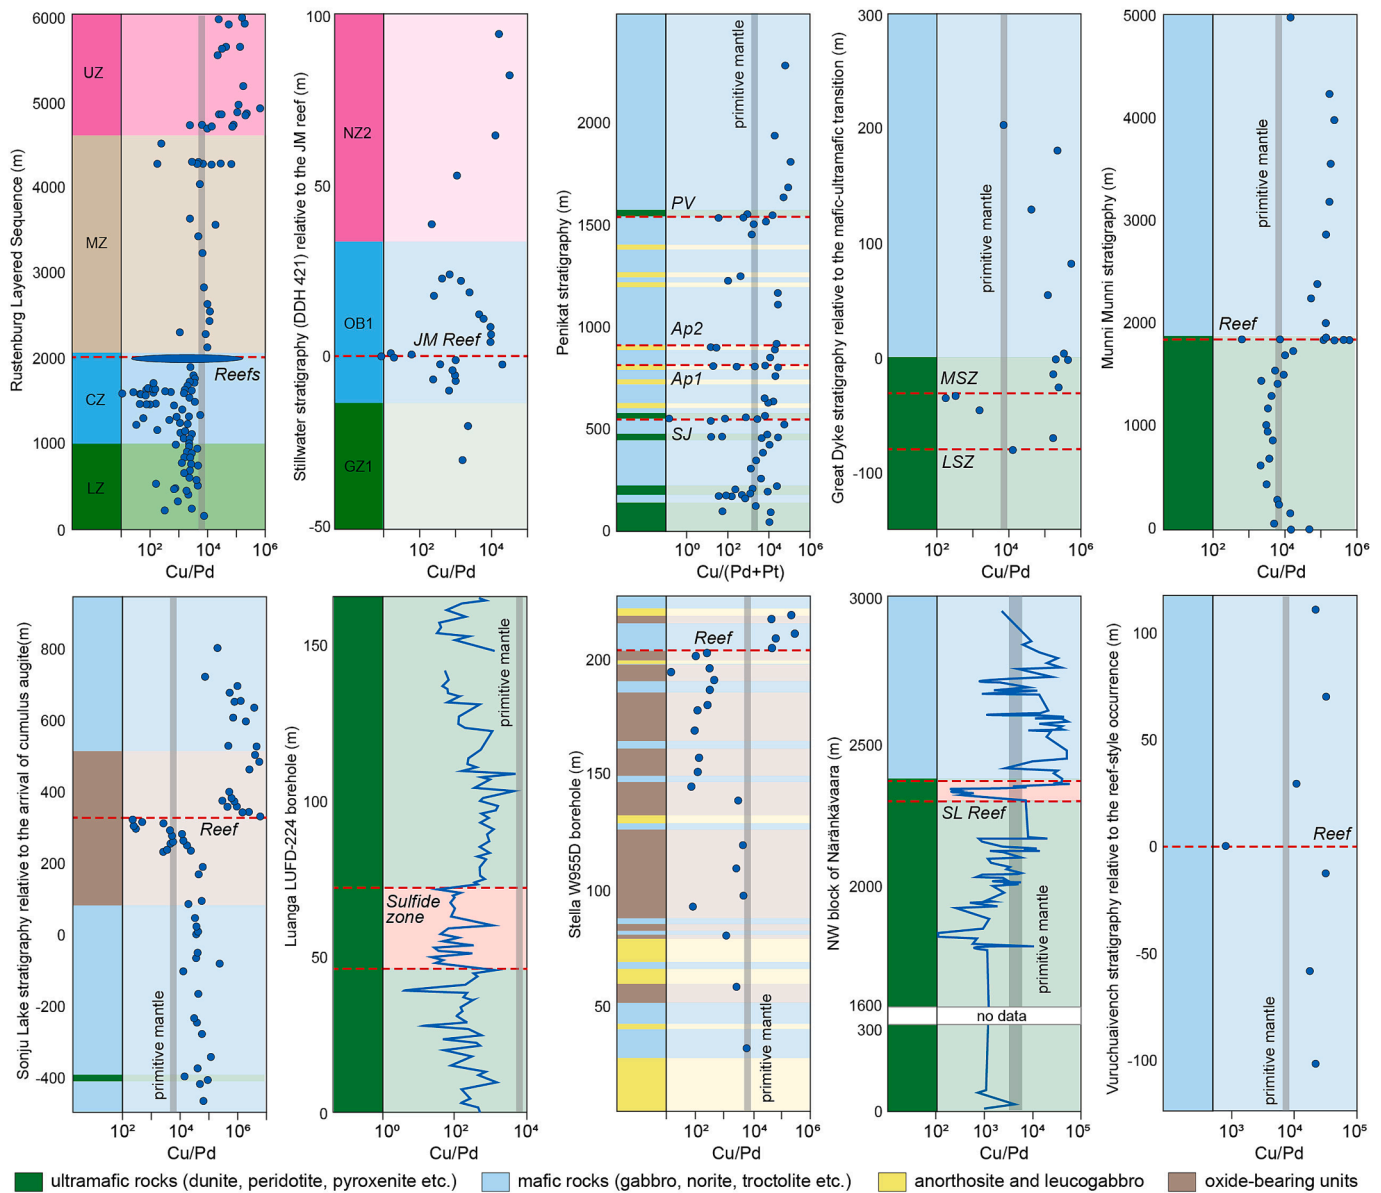 Rustenburg Layered Sequence (m)
6000
5000
4000
3000
2000
1000
0
UZ
MZ
CZ
LZ
Reefs
10² 10⁴ 10⁶
Cu/Pd
Stillwater stratigraphy (DDH 421) relative to the JM reef (m)
100
50
0
-50
NZ2
OB1
GZ1
JM Reef
10² 10⁴
Cu/Pd
Penikat stratigraphy (m)
2000
1500
1000
500
0
primitive mantle
PV
Ap2
Ap1
SJ
10⁰ 10² 10⁴ 10⁶
Cu/(Pd+Pt)
Great Dyke stratigraphy relative to the mafic-ultramafic transition (m)
300
200
100
0
-100
primitive mantle
MSZ
LSZ
10² 10⁴ 10⁶
Cu/Pd
Munni Munni stratigraphy (m)
5000
4000
3000
2000
1000
0
primitive mantle
Reef
10² 10⁴ 10⁶
Cu/Pd
Sonju Lake stratigraphy relative to the arrival of cumulus augite(m)
800
600
400
200
0
-200
-400
Reef
primitive mantle
10² 10⁴ 10⁶
Cu/Pd
Luanga LUFD-224 borehole (m)
150
100
50
0
primitive mantle
Sulfide
zone
10⁰ 10² 10⁴
Cu/Pd
Stella W955D borehole (m)
200
150
100
50
Reef
primitive mantle
10² 10⁴ 10⁶
Cu/Pd
NW block of Näränkävaara (m)
3000
2500
2000
1600
300
0
SL Reef
primitive mantle
no data
10² 10³ 10⁴ 10⁵
Cu/Pd
Vuruchuaivench stratigraphy relative to the reef-style occurrence (m)
100
50
0
-50
-100
Reef
primitive mantle
10³ 10⁴ 10⁵
Cu/Pd
ultramafic rocks (dunite, peridotite, pyroxenite etc.)
mafic rocks (gabbro, norite, troctolite etc.)
anorthosite and leucogabbro
oxide-bearing units